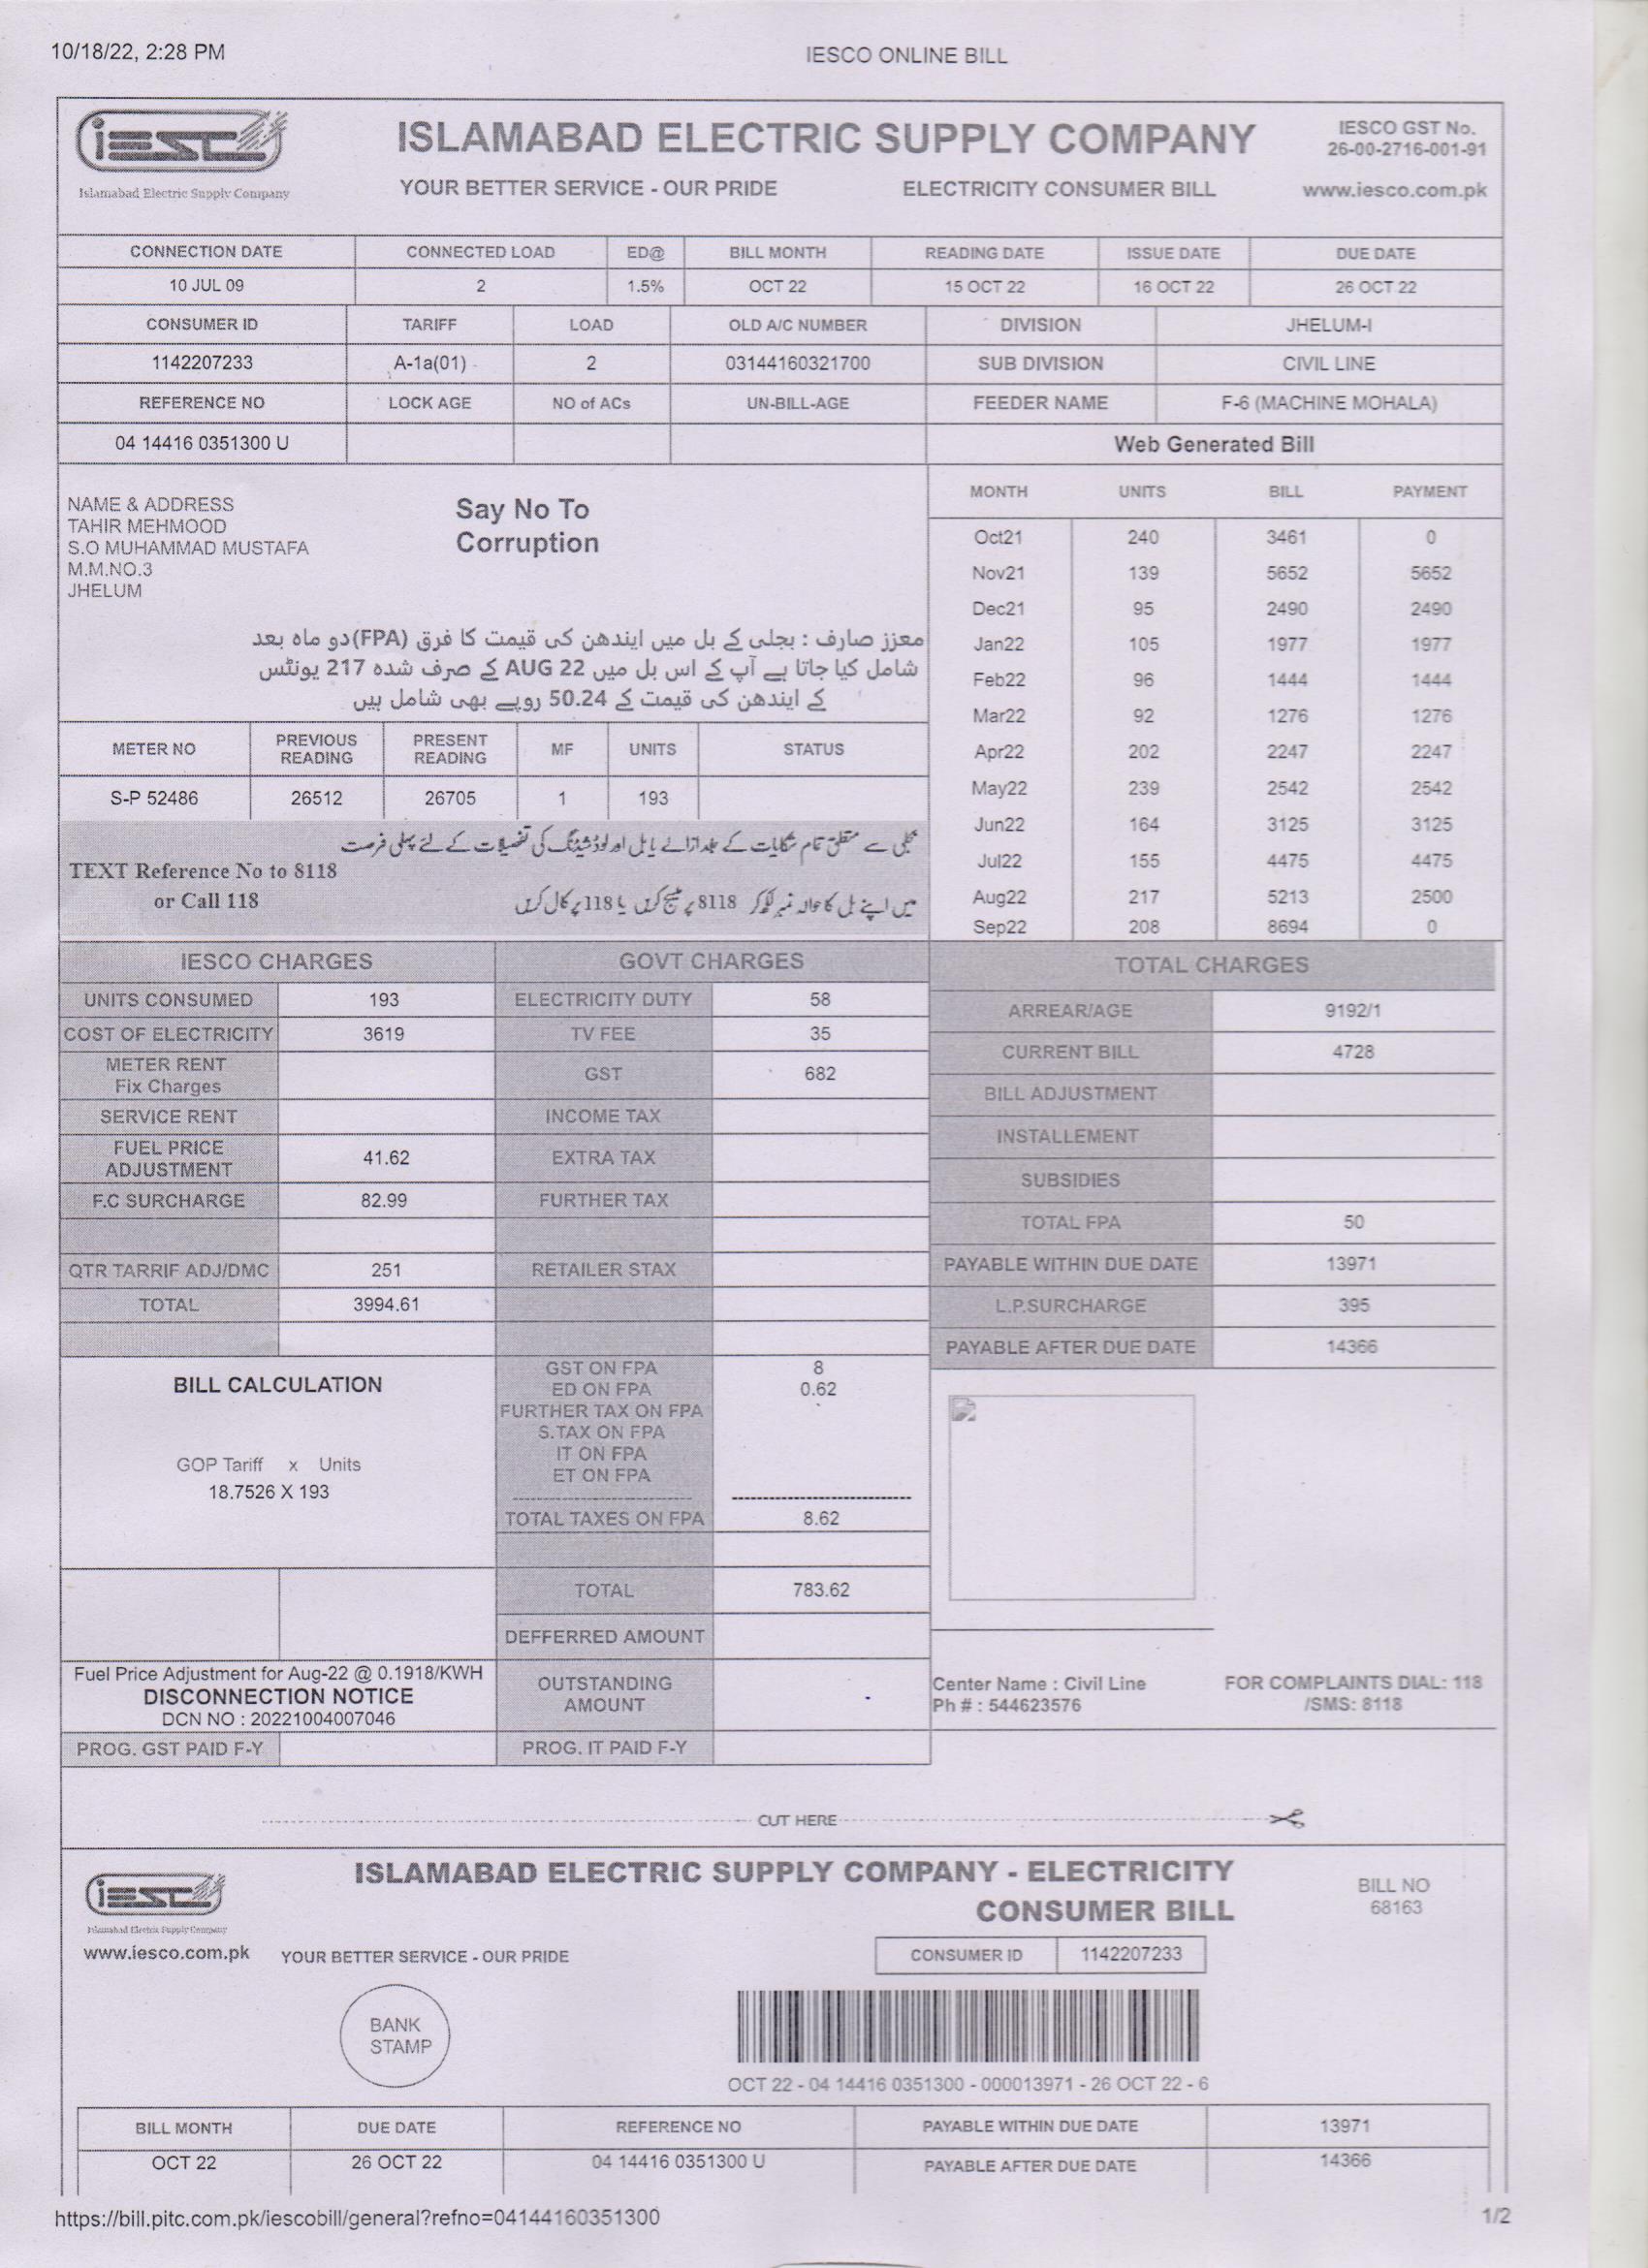 10/18/22, 2:28 PM
IESCO ONLINE BILL
iESCO
Islamabad Electric Supply Company
ISLAMABAD ELECTRIC SUPPLY COMPANY
YOUR BETTER SERVICE - OUR PRIDE ELECTRICITY CONSUMER BILL
IESCO GST No.
26-00-2716-001-91
www.iesco.com.pk
CONNECTION DATE CONNECTED LOAD ED@ BILL MONTH READING DATE ISSUE DATE DUE DATE
10 JUL 09 2 1.5% OCT 22 15 OCT 22 16 OCT 22 26 OCT 22
CONSUMER ID TARIFF LOAD OLD A/C NUMBER DIVISION JHELUM-I
1142207233 A-1a(01) 2 03144160321700 SUB DIVISION CIVIL LINE
REFERENCE NO LOCK AGE NO of ACs UN-BILL-AGE FEEDER NAME F-6 (MACHINE MOHALA)
04 14416 0351300 U Web Generated Bill
NAME & ADDRESS
TAHIR MEHMOOD
S.O MUHAMMAD MUSTAFA
M.M.NO.3
JHELUM
Say No To
Corruption
معزز صارف : بجلی کے بل میں ایندھن کی قیمت کا فرق (FPA)دو ماہ بعد
شامل کیا جاتا ہے آپ کے اس بل میں AUG 22 کے صرف شدہ 217 یونٹس
کے ایندھن کی قیمت کے 50.24 روپے بھی شامل ہیں
METER NO PREVIOUS READING PRESENT READING MF UNITS STATUS
S-P 52486 26512 26705 1 193
بجلی سے متعلق تمام شکایات کے جلد ازالے یا بل اور لوڈشیڈنگ کی تفصیلات کے لئے پہلی فرصت
TEXT Reference No to 8118
or Call 118
میں اپنے بل کا حوالہ نمبر لکھ کر 8118 پر میسج کریں یا 118 پر کال کریں
MONTH UNITS BILL PAYMENT
Oct21 240 3461 0
Nov21 139 5652 5652
Dec21 95 2490 2490
Jan22 105 1977 1977
Feb22 96 1444 1444
Mar22 92 1276 1276
Apr22 202 2247 2247
May22 239 2542 2542
Jun22 164 3125 3125
Jul22 155 4475 4475
Aug22 217 5213 2500
Sep22 208 8694 0
IESCO CHARGES
UNITS CONSUMED 193
COST OF ELECTRICITY 3619
METER RENT
Fix Charges
SERVICE RENT
FUEL PRICE
ADJUSTMENT 41.62
F.C SURCHARGE 82.99
QTR TARRIF ADJ/DMC 251
TOTAL 3994.61
BILL CALCULATION
GOP Tariff x Units
18.7526 X 193
Fuel Price Adjustment for Aug-22 @ 0.1918/KWH
DISCONNECTION NOTICE
DCN NO : 20221004007046
PROG. GST PAID F-Y
GOVT CHARGES
ELECTRICITY DUTY 58
TV FEE 35
GST 682
INCOME TAX
EXTRA TAX
FURTHER TAX
RETAILER STAX
GST ON FPA 8
ED ON FPA 0.62
FURTHER TAX ON FPA
S.TAX ON FPA
IT ON FPA
ET ON FPA
TOTAL TAXES ON FPA 8.62
TOTAL 783.62
DEFFERRED AMOUNT
OUTSTANDING
AMOUNT
PROG. IT PAID F-Y
TOTAL CHARGES
ARREAR/AGE 9192/1
CURRENT BILL 4728
BILL ADJUSTMENT
INSTALLEMENT
SUBSIDIES
TOTAL FPA 50
PAYABLE WITHIN DUE DATE 13971
L.P.SURCHARGE 395
PAYABLE AFTER DUE DATE 14366
Center Name : Civil Line
Ph # : 544623576
FOR COMPLAINTS DIAL: 118
/SMS: 8118
CUT HERE
iESCO
Islamabad Electric Supply Company
www.iesco.com.pk
ISLAMABAD ELECTRIC SUPPLY COMPANY - ELECTRICITY
CONSUMER BILL
BILL NO
68163
YOUR BETTER SERVICE - OUR PRIDE
CONSUMER ID 1142207233
BANK
STAMP
OCT 22 - 04 14416 0351300 - 000013971 - 26 OCT 22 - 6
BILL MONTH DUE DATE REFERENCE NO PAYABLE WITHIN DUE DATE 13971
OCT 22 26 OCT 22 04 14416 0351300 U PAYABLE AFTER DUE DATE 14366
https://bill.pitc.com.pk/iescobill/general?refno=04144160351300
1/2